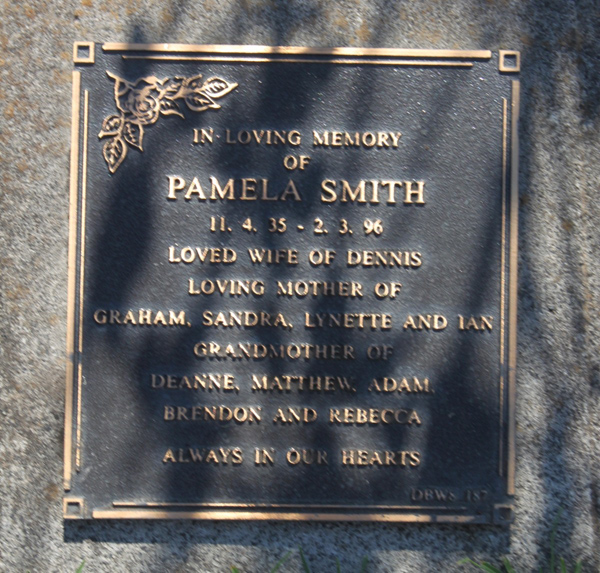 IN LOVING MEMORY
OF
PAMELA SMITH
11. 4. 35 - 2. 3. 96
LOVED WIFE OF DENNIS
LOVING MOTHER OF
GRAHAM, SANDRA, LYNETTE AND IAN
GRANDMOTHER OF
DEANNE, MATTHEW, ADAM,
BRENDON AND REBECCA
ALWAYS IN OUR HEARTS
187